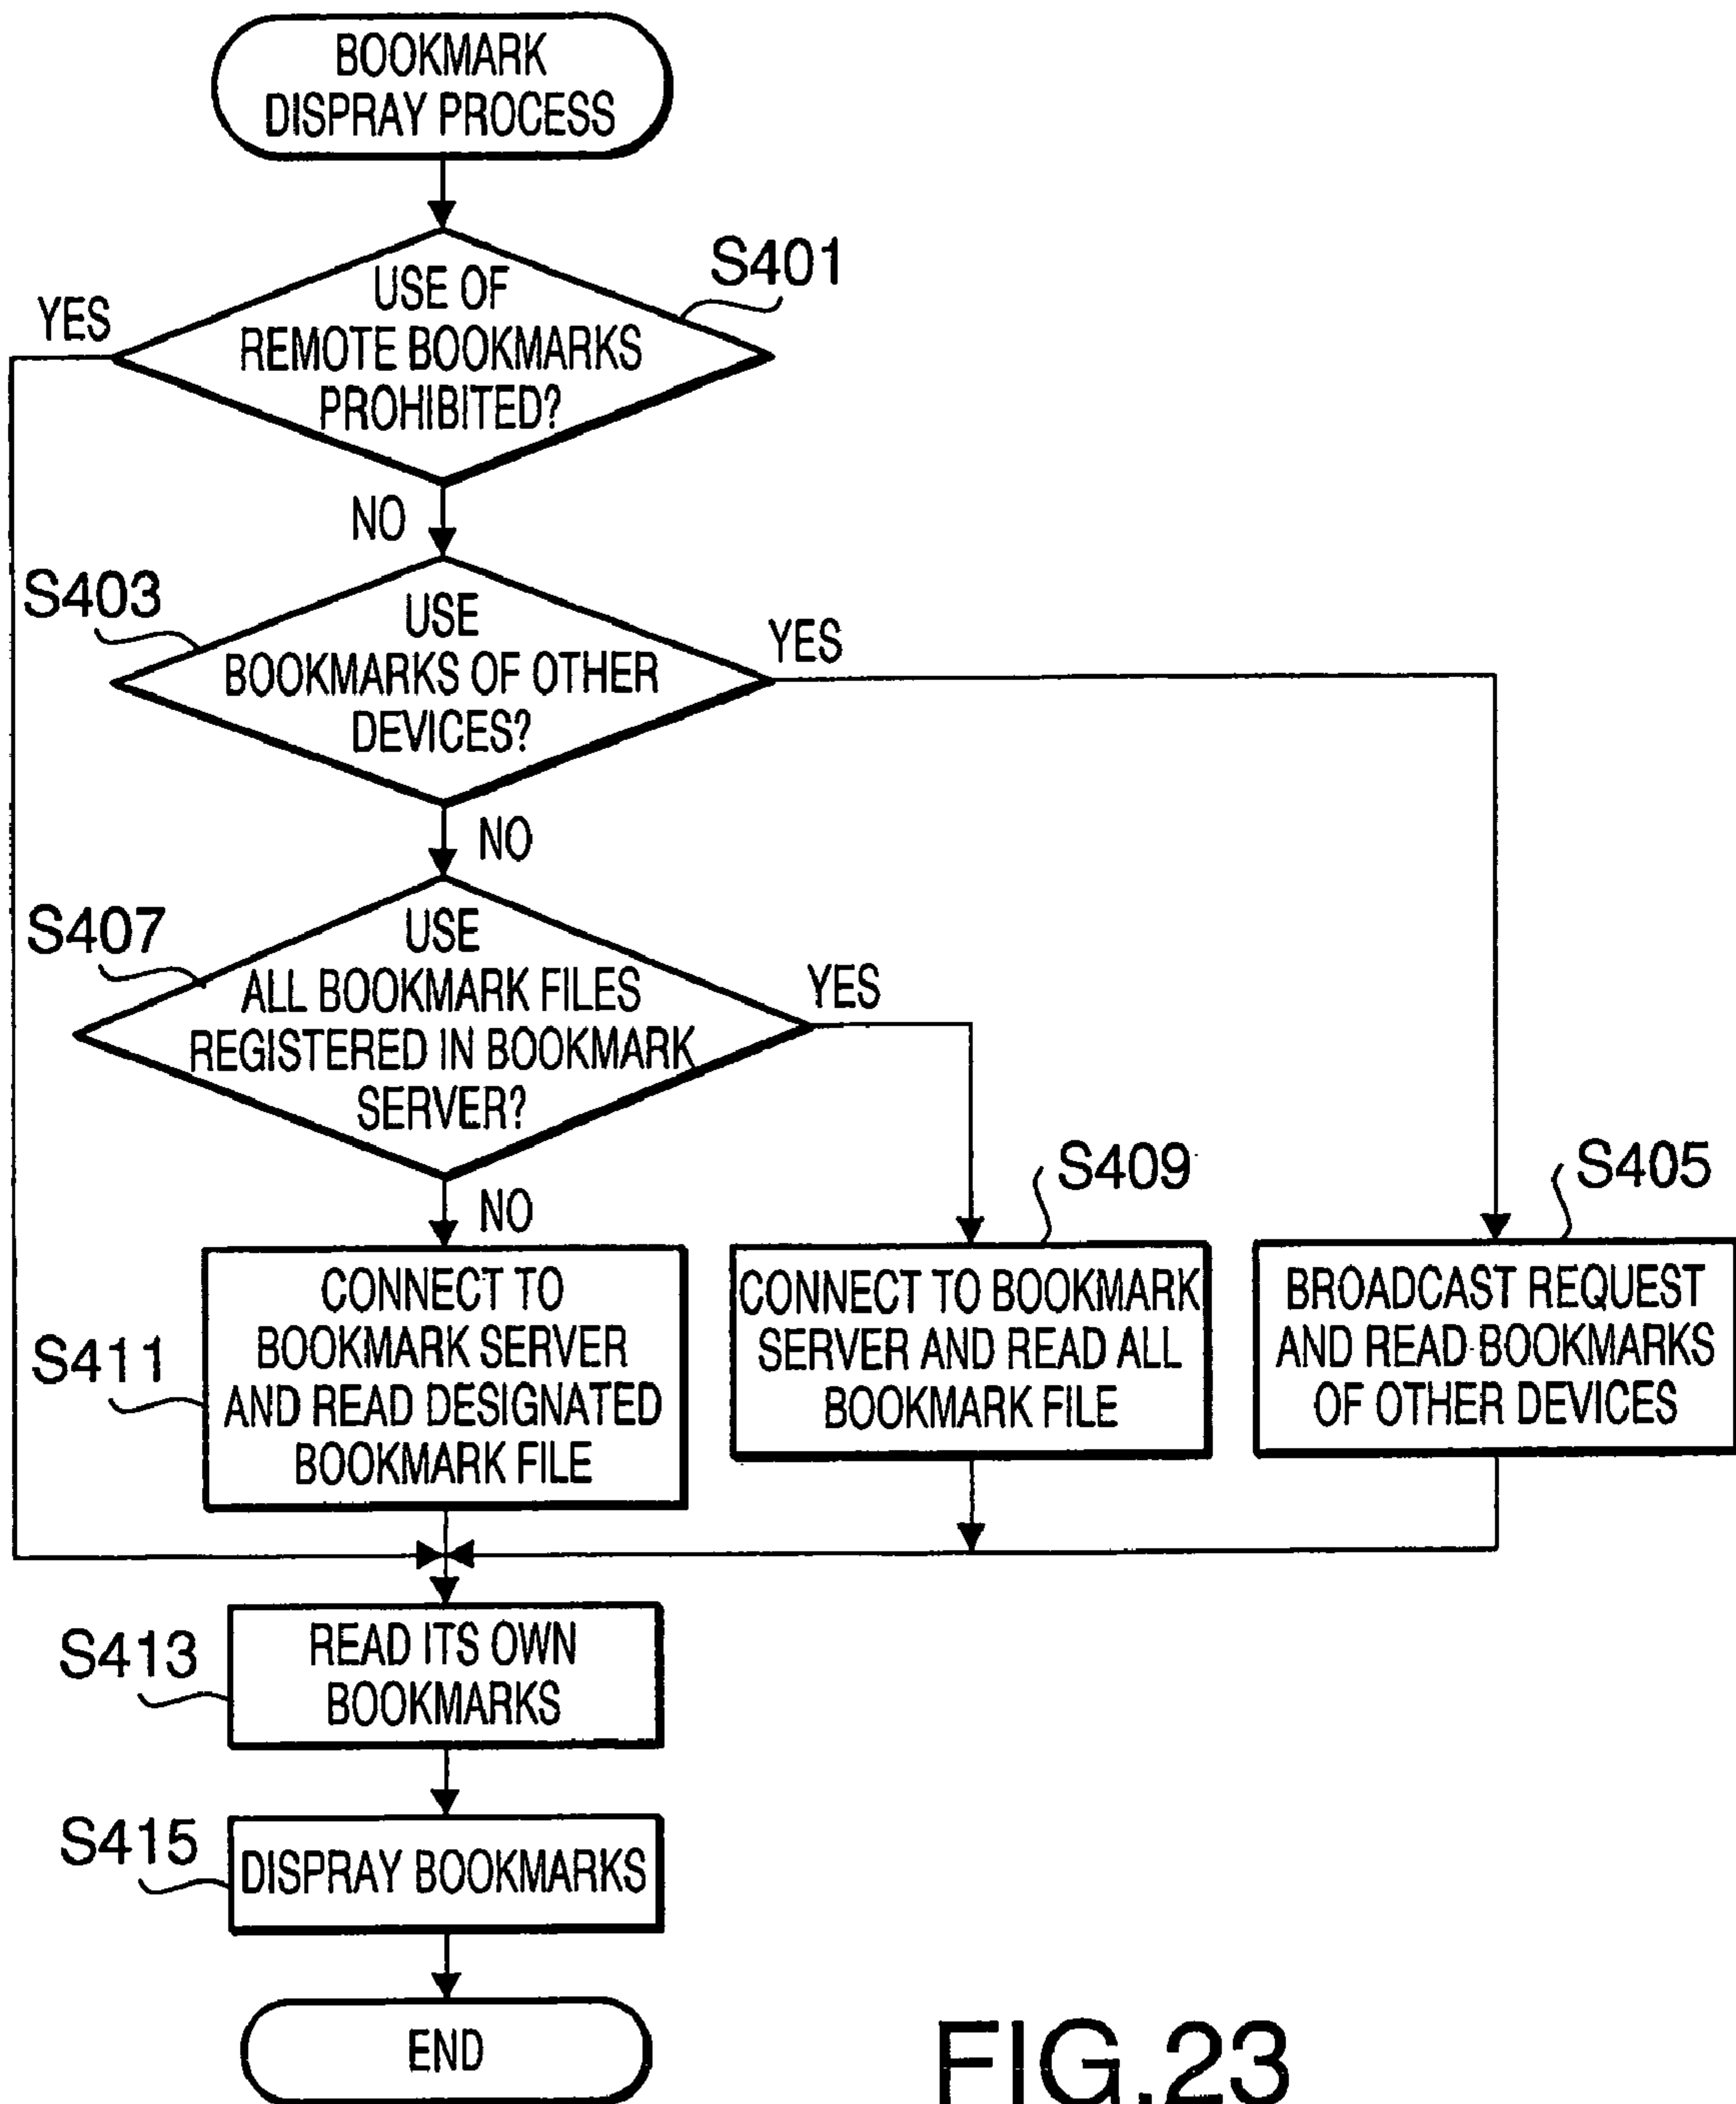 BOOKMARK
DISPRAY PROCESS
S401
YES
USE OF
REMOTE BOOKMARKS
PROHIBITED?
NO
S403
USE
BOOKMARKS OF OTHER
DEVICES?
YES
NO
S407
USE
ALL BOOKMARK FILES
REGISTERED IN BOOKMARK
SERVER?
YES
NO
S411
CONNECT TO
BOOKMARK SERVER
AND READ DESIGNATED
BOOKMARK FILE
S409
CONNECT TO BOOKMARK
SERVER AND READ ALL
BOOKMARK FILE
S405
BROADCAST REQUEST
AND READ BOOKMARKS
OF OTHER DEVICES
S413
READ ITS OWN
BOOKMARKS
S415
DISPRAY BOOKMARKS
END
FIG.23